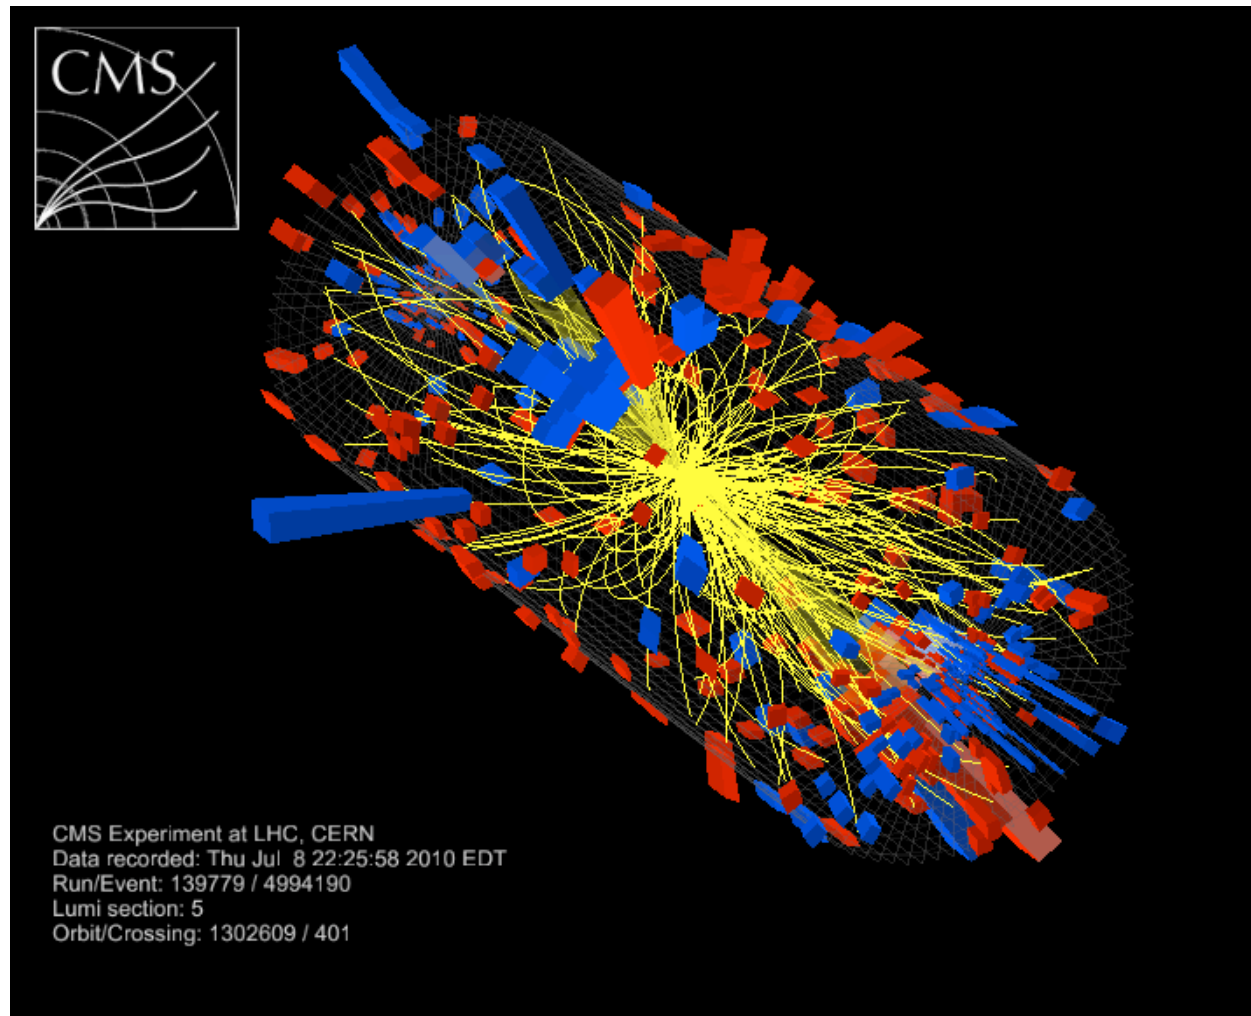 CMS
CMS Experiment at LHC, CERN
Data recorded: Thu Jul 8 22:25:58 2010 EDT
Run/Event: 139779 / 4994190
Lumi section: 5
Orbit/Crossing: 1302609 / 401